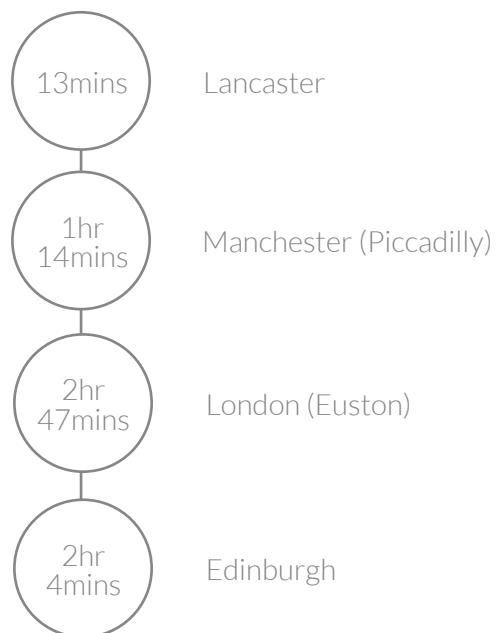 13mins
Lancaster
1hr
14mins
Manchester (Piccadilly)
2hr
47mins
London (Euston)
2hr
4mins
Edinburgh